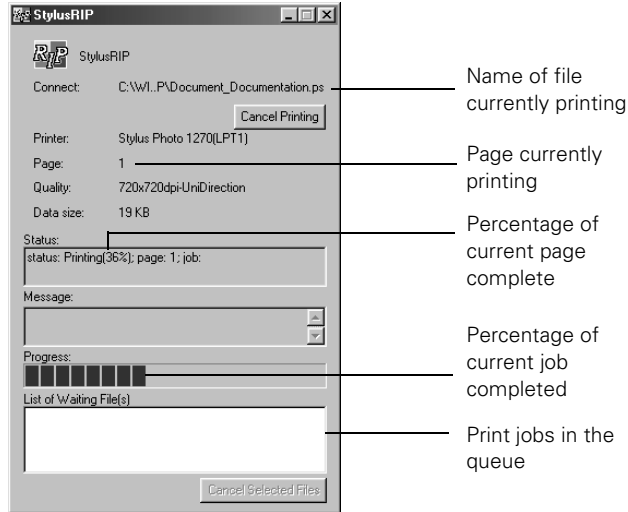 StylusRIP
RIP StylusRIP
Connect: C:\WI..P\Document_Documentation.ps
Cancel Printing
Printer: Stylus Photo 1270(LPT1)
Page: 1
Quality: 720x720dpi-UniDirection
Data size: 19 KB
Status:
status: Printing(36%); page: 1; job:
Message:
Progress:
List of Waiting File(s)
Cancel Selected Files
Name of file
currently printing
Page currently
printing
Percentage of
current page
complete
Percentage of
current job
completed
Print jobs in the
queue